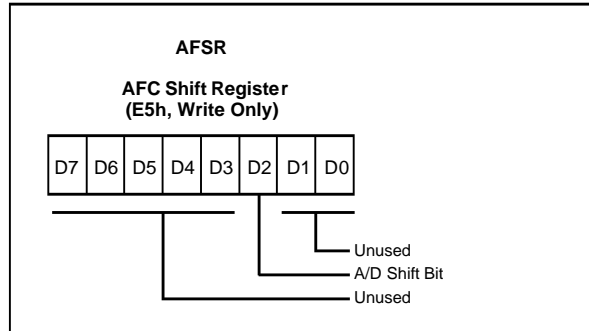 AFSR
AFC Shift Register
(E5h, Write Only)
D7 D6 D5 D4 D3 D2 D1 D0
Unused
A/D Shift Bit
Unused